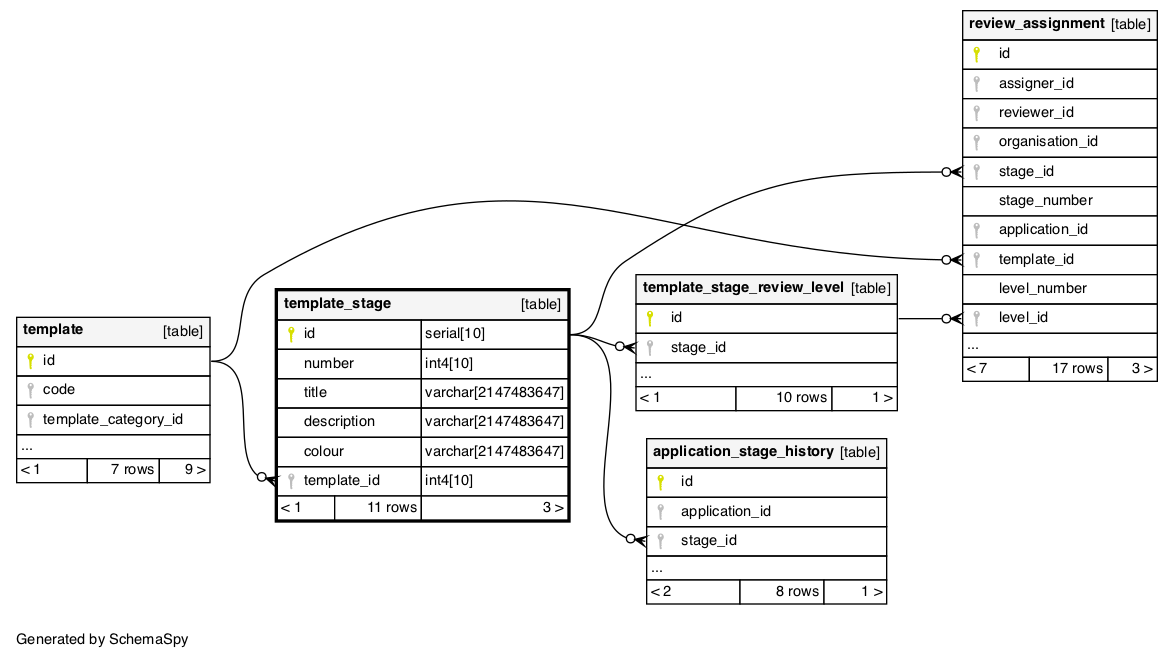 review_assignment [table]
id
assigner_id
reviewer_id
organisation_id
stage_id
stage_number
application_id
template_id
level_number
level_id
...
< 7 17 rows 3 >
template_stage_review_level [table]
id
stage_id
...
< 1 10 rows 1 >
template_stage [table]
id serial[10]
number int4[10]
title varchar[2147483647]
description varchar[2147483647]
colour varchar[2147483647]
template_id int4[10]
< 1 11 rows 3 >
template [table]
id
code
template_category_id
...
< 1 7 rows 9 >
application_stage_history [table]
id
application_id
stage_id
...
< 2 8 rows 1 >
Generated by SchemaSpy